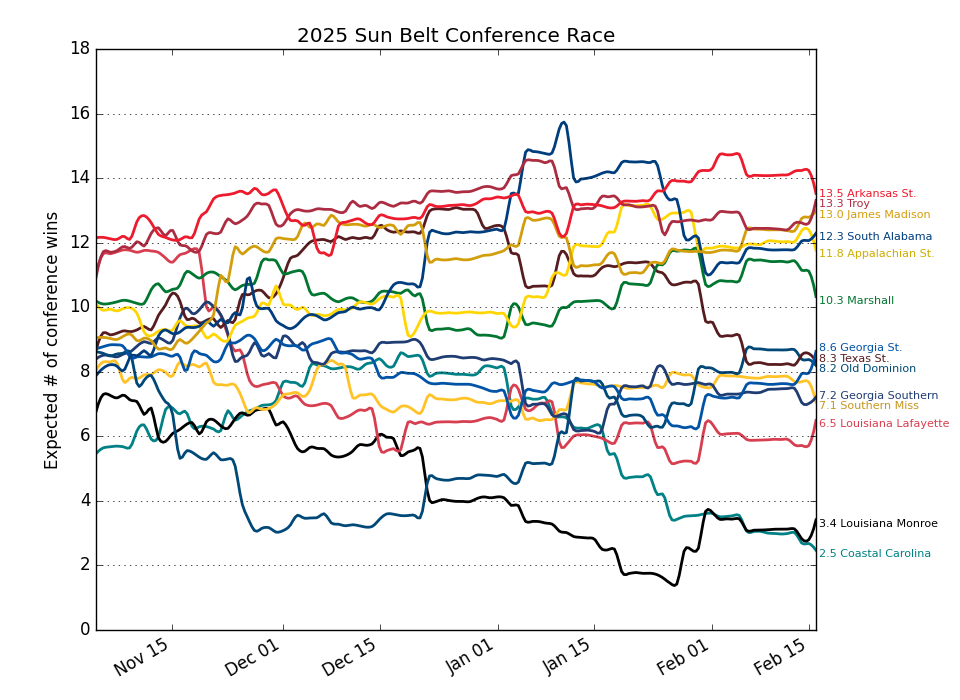 2025 Sun Belt Conference Race
Expected # of conference wins
18
16
14
12
10
8
6
4
2
0
Nov 15
Dec 01
Dec 15
Jan 01
Jan 15
Feb 01
Feb 15
13.5 Arkansas St.
13.3 Troy
13.0 James Madison
12.3 South Alabama
11.8 Appalachian St.
10.3 Marshall
8.6 Georgia St.
8.3 Texas St.
8.2 Old Dominion
7.2 Georgia Southern
7.1 Southern Miss
6.5 Louisiana Lafayette
3.4 Louisiana Monroe
2.5 Coastal Carolina